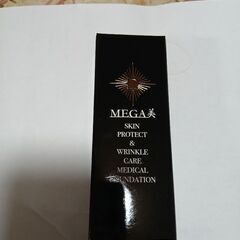 MEGA美
SKIN
PROTECT
&
WRINKLE
CARE
MEDICAL
FOUNDATION